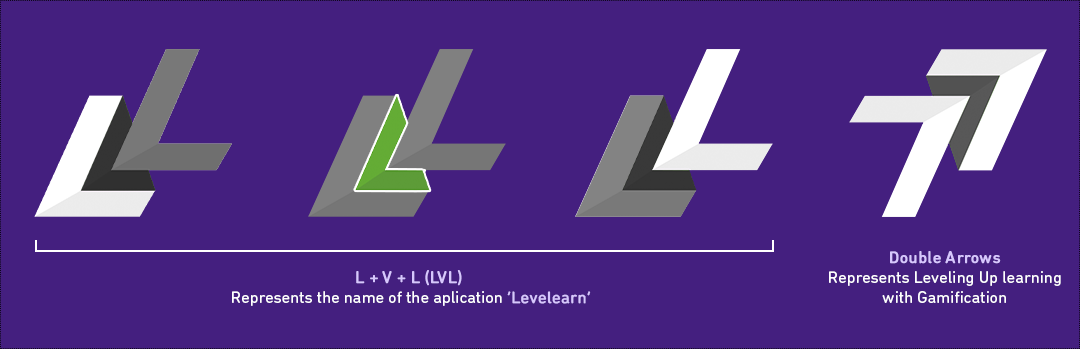 L + V + L (LVL)
Represents the name of the aplication ‘Levelearn’
Double Arrows
Represents Leveling Up learning
with Gamification